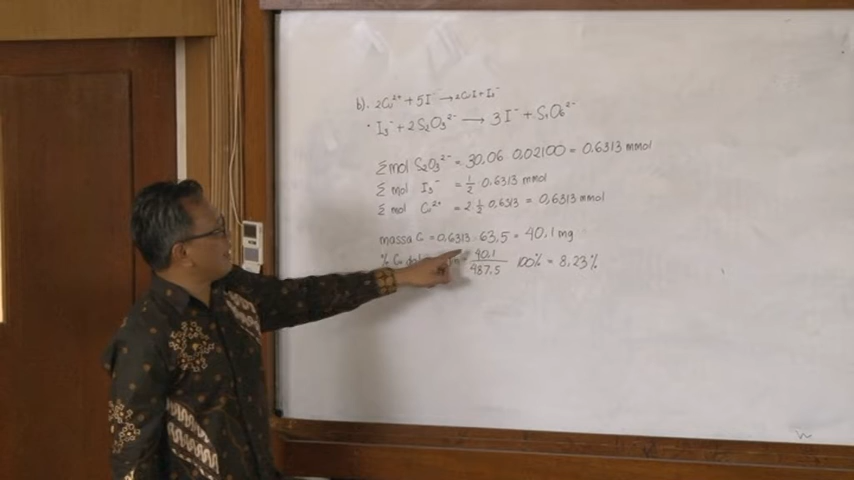 b). 2Cu²⁺ + 5I⁻ → 2CuI + I₃⁻
• I₃⁻ + 2S₂O₃²⁻ → 3I⁻ + S₄O₆²⁻
Σ mol S₂O₃²⁻ = 30,06 . 0,02100 = 0,6313 mmol
Σ mol I₃⁻ = ½ . 0,6313 mmol
Σ mol Cu²⁺ = 2 . ½ . 0,6313 = 0,6313 mmol
massa C = 0,6313 . 63,5 = 40,1 mg
% Cu = 40,1 / 487,5 100% = 8,23%